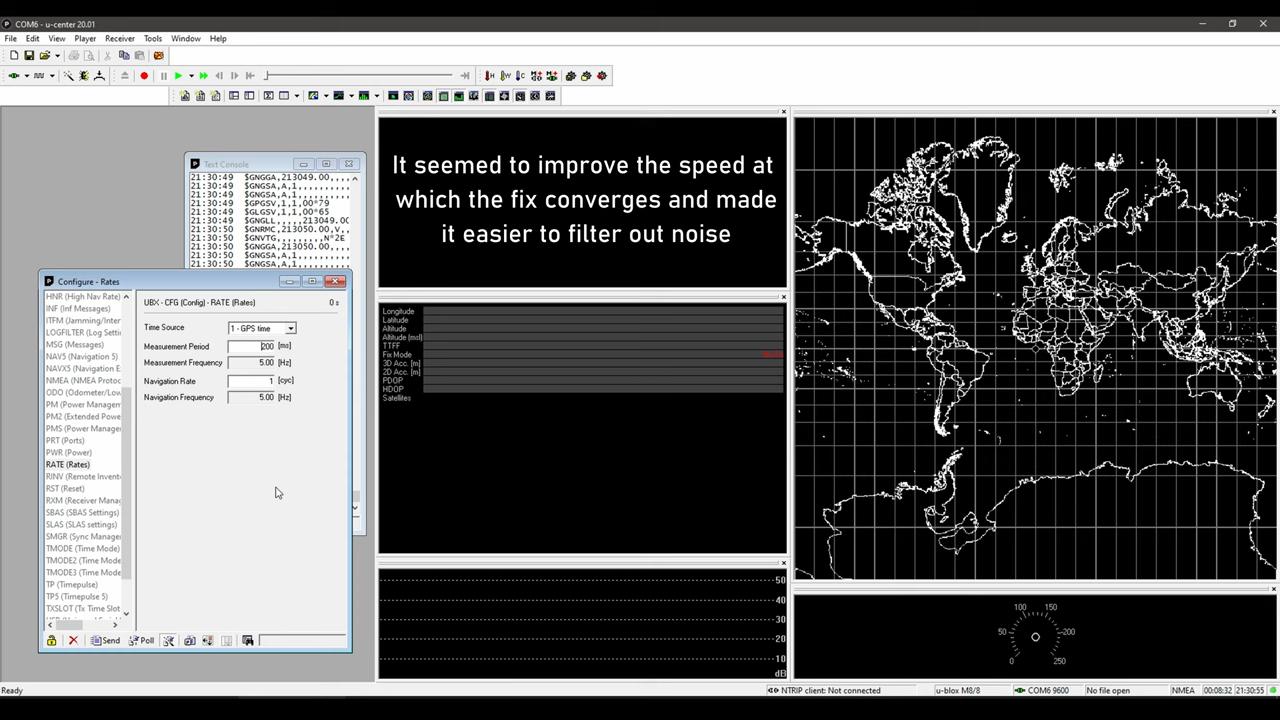 COM6 - u-center 20.01
File Edit View Player Receiver Tools Window Help
It seemed to improve the speed at
which the fix converges and made
it easier to filter out noise
Text Console
21:30:49 $GNGGA,213049.00,,,,
21:30:49 $GNGSA,A,1,,,,,,,,,,
21:30:49 $GNGSA,A,1,,,,,,,,,,
21:30:49 $GPGSV,1,1,00*79
21:30:49 $GLGSV,1,1,00*65
21:30:49 $GNGLL,,,,,213049.0
21:30:50 $GNRMC,213050.00,V,,
21:30:50 $GNVTG,,,,,,,,,N*2E
21:30:50 $GNGGA,213050.00,,,,
21:30:50 $GNGSA,A,1,,,,,,,,,,
21:30:50 $GNGSA,A,1,,,,,,,,,,
Configure - Rates
HNR (High Nav Rate)
INF (Inf Messages)
ITFM (Jamming/Inter
LOGFILTER (Log Setti
MSG (Messages)
NAV5 (Navigation 5)
NAVX5 (Navigation E
NMEA (NMEA Protoc
ODO (Odometer/Low
PM (Power Managem
PM2 (Extended Power
PMS (Power Manager
PRT (Ports)
PWR (Power)
RATE (Rates)
RINV (Remote Invento
RST (Reset)
RXM (Receiver Manag
SBAS (SBAS Settings)
SLAS (SLAS settings)
SMGR (Sync Manager
TMODE (Time Mode)
TMODE2 (Time Mode
TMODE3 (Time Mode
TP (Timepulse)
TP5 (Timepulse 5)
TXSLOT (Tx Time Slot
UBX - CFG (Config) - RATE (Rates) 0 s
Time Source 1 - GPS time
Measurement Period 200 [ms]
Measurement Frequency 5.00 [Hz]
Navigation Rate 1 [cyc]
Navigation Frequency 5.00 [Hz]
Send Poll
Longitude
Latitude
Altitude
Altitude (msl)
TTFF
Fix Mode
3D Acc. [m]
2D Acc. [m]
PDOP
HDOP
Satellites
50
40
30
20
10
dB
100 150
50 200
0 250
Ready NTRIP client: Not connected u-blox M8/8 COM6 9600 No file open NMEA 00:08:32 21:30:55